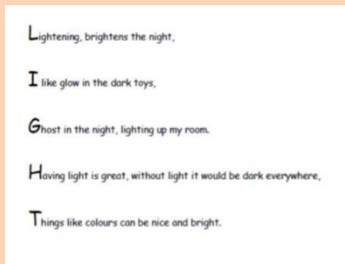 Lightening, brightens the night,
I like glow in the dark toys,
Ghost in the night, lighting up my room.
Having light is great, without light it would be dark everywhere,
Things like colours can be nice and bright.